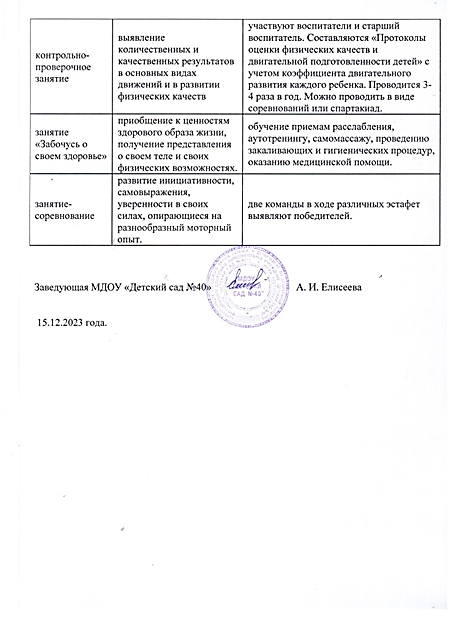 контрольно-
проверочное
занятие
выявление
количественных и
качественных результатов
в основных видах
движений и в развитии
физических качеств
участвуют воспитатели и старший
воспитатель. Составляются «Протоколы
оценки физических качеств и
двигательной подготовленности детей» с
учетом коэффициента двигательного
развития каждого ребенка. Проводится 3-
4 раза в год. Можно проводить в виде
соревнований или спартакиад.
занятие
«Забочусь о
своем здоровье»
приобщение к ценностям
здорового образа жизни,
получение представления
о своем теле и своих
физических возможностях.
обучение приемам расслабления,
аутотренингу, самомассажу, проведению
закаливающих и гигиенических процедур,
оказанию медицинской помощи.
занятие-
соревнование
развитие инициативности,
самовыражения,
уверенности в своих
силах, опирающиеся на
разнообразный моторный
опыт.
две команды в ходе различных эстафет
выявляют победителей.
Заведующая МДОУ «Детский сад №40»
САД №40"
А. И. Елисеева
15.12.2023 года.